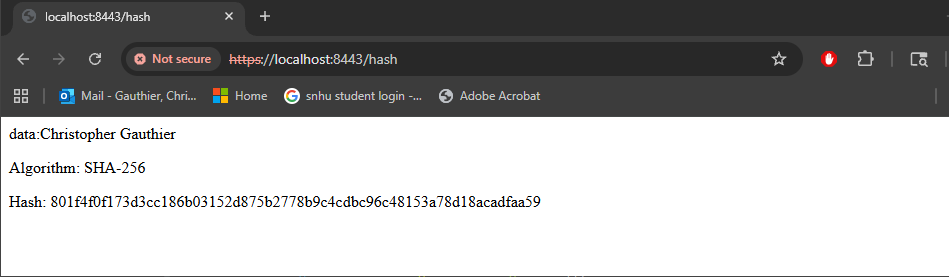 localhost:8443/hash
Not secure https://localhost:8443/hash
Mail - Gauthier, Chri... Home snhu student login -... Adobe Acrobat
data:Christopher Gauthier
Algorithm: SHA-256
Hash: 801f4f0f173d3cc186b03152d875b2778b9c4cdbc96c48153a78d18acadfaa59